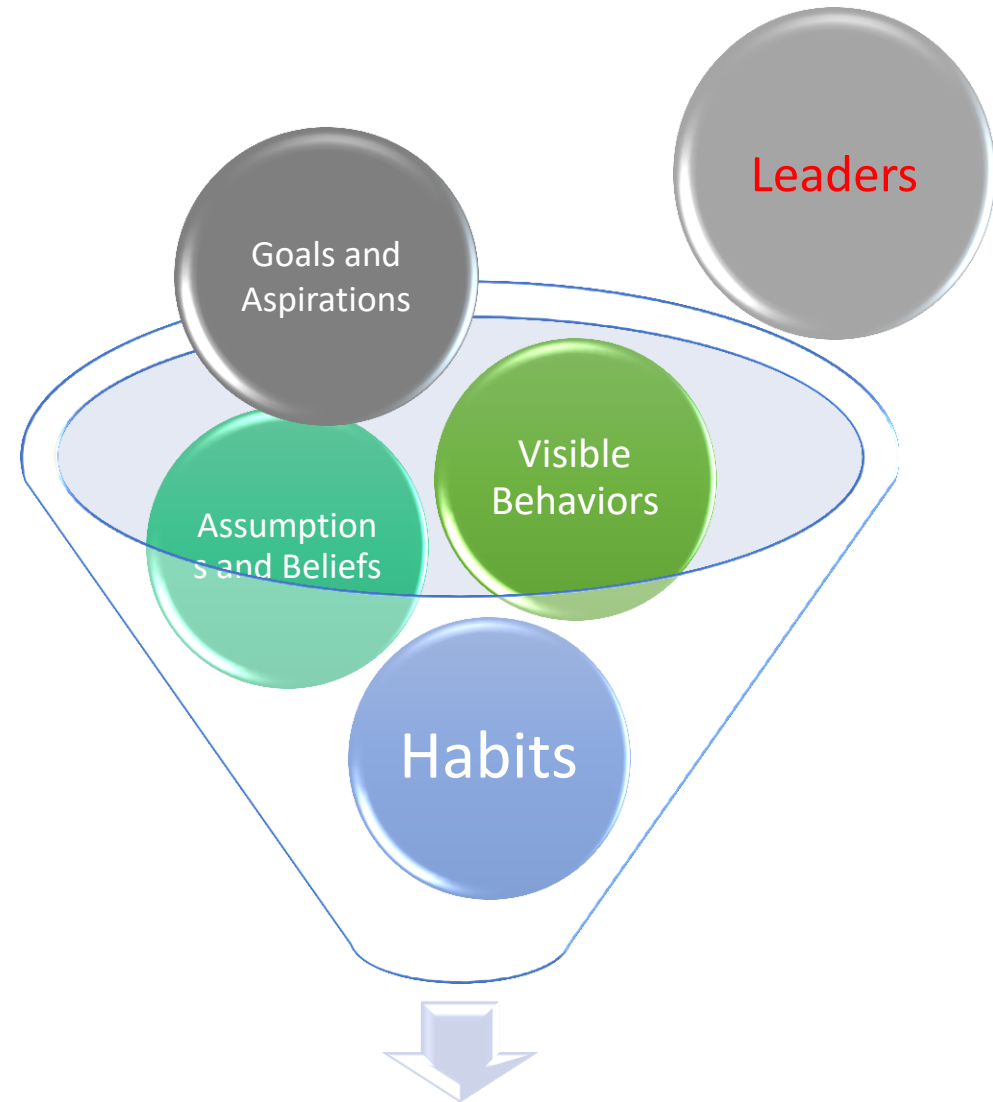 Leaders
Goals and
Aspirations
Visible
Behaviors
Assumption
s and Beliefs
Habits